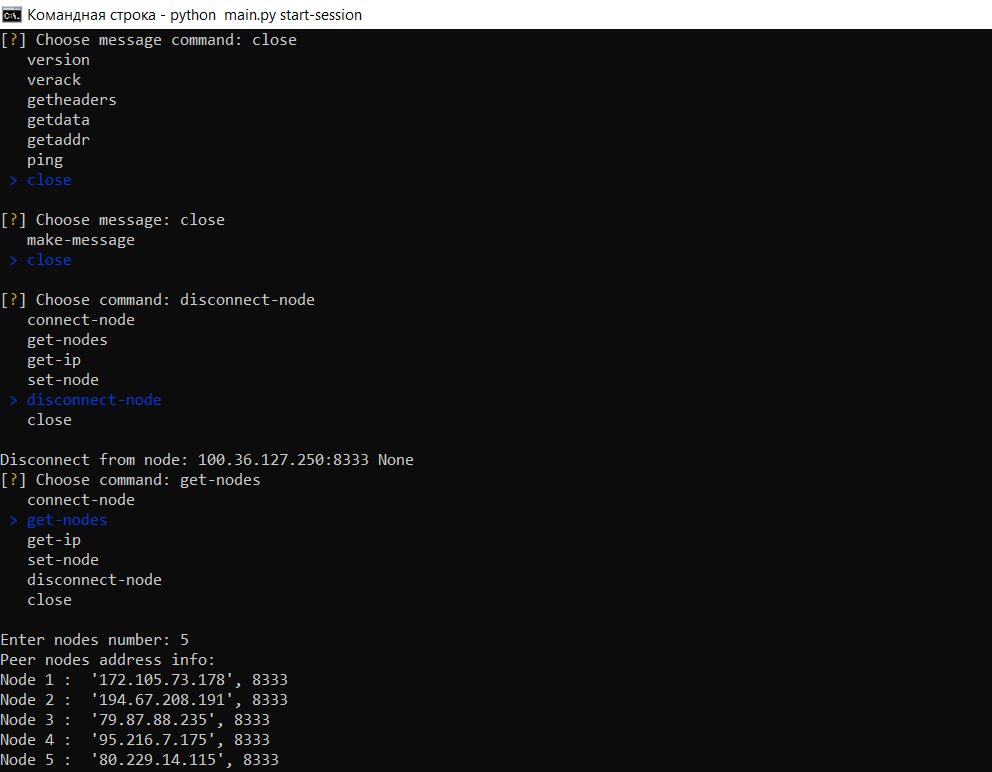 Командная строка - python  main.py start-session
[?] Choose message command: close
version
verack
getheaders
getdata
getaddr
ping
> close
[?] Choose message: close
make-message
> close
[?] Choose command: disconnect-node
connect-node
get-nodes
get-ip
set-node
> disconnect-node
close
Disconnect from node: 100.36.127.250:8333 None
[?] Choose command: get-nodes
connect-node
> get-nodes
get-ip
set-node
disconnect-node
close
Enter nodes number: 5
Peer nodes address info:
Node 1 :  '172.105.73.178', 8333
Node 2 :  '194.67.208.191', 8333
Node 3 :  '79.87.88.235', 8333
Node 4 :  '95.216.7.175', 8333
Node 5 :  '80.229.14.115', 8333